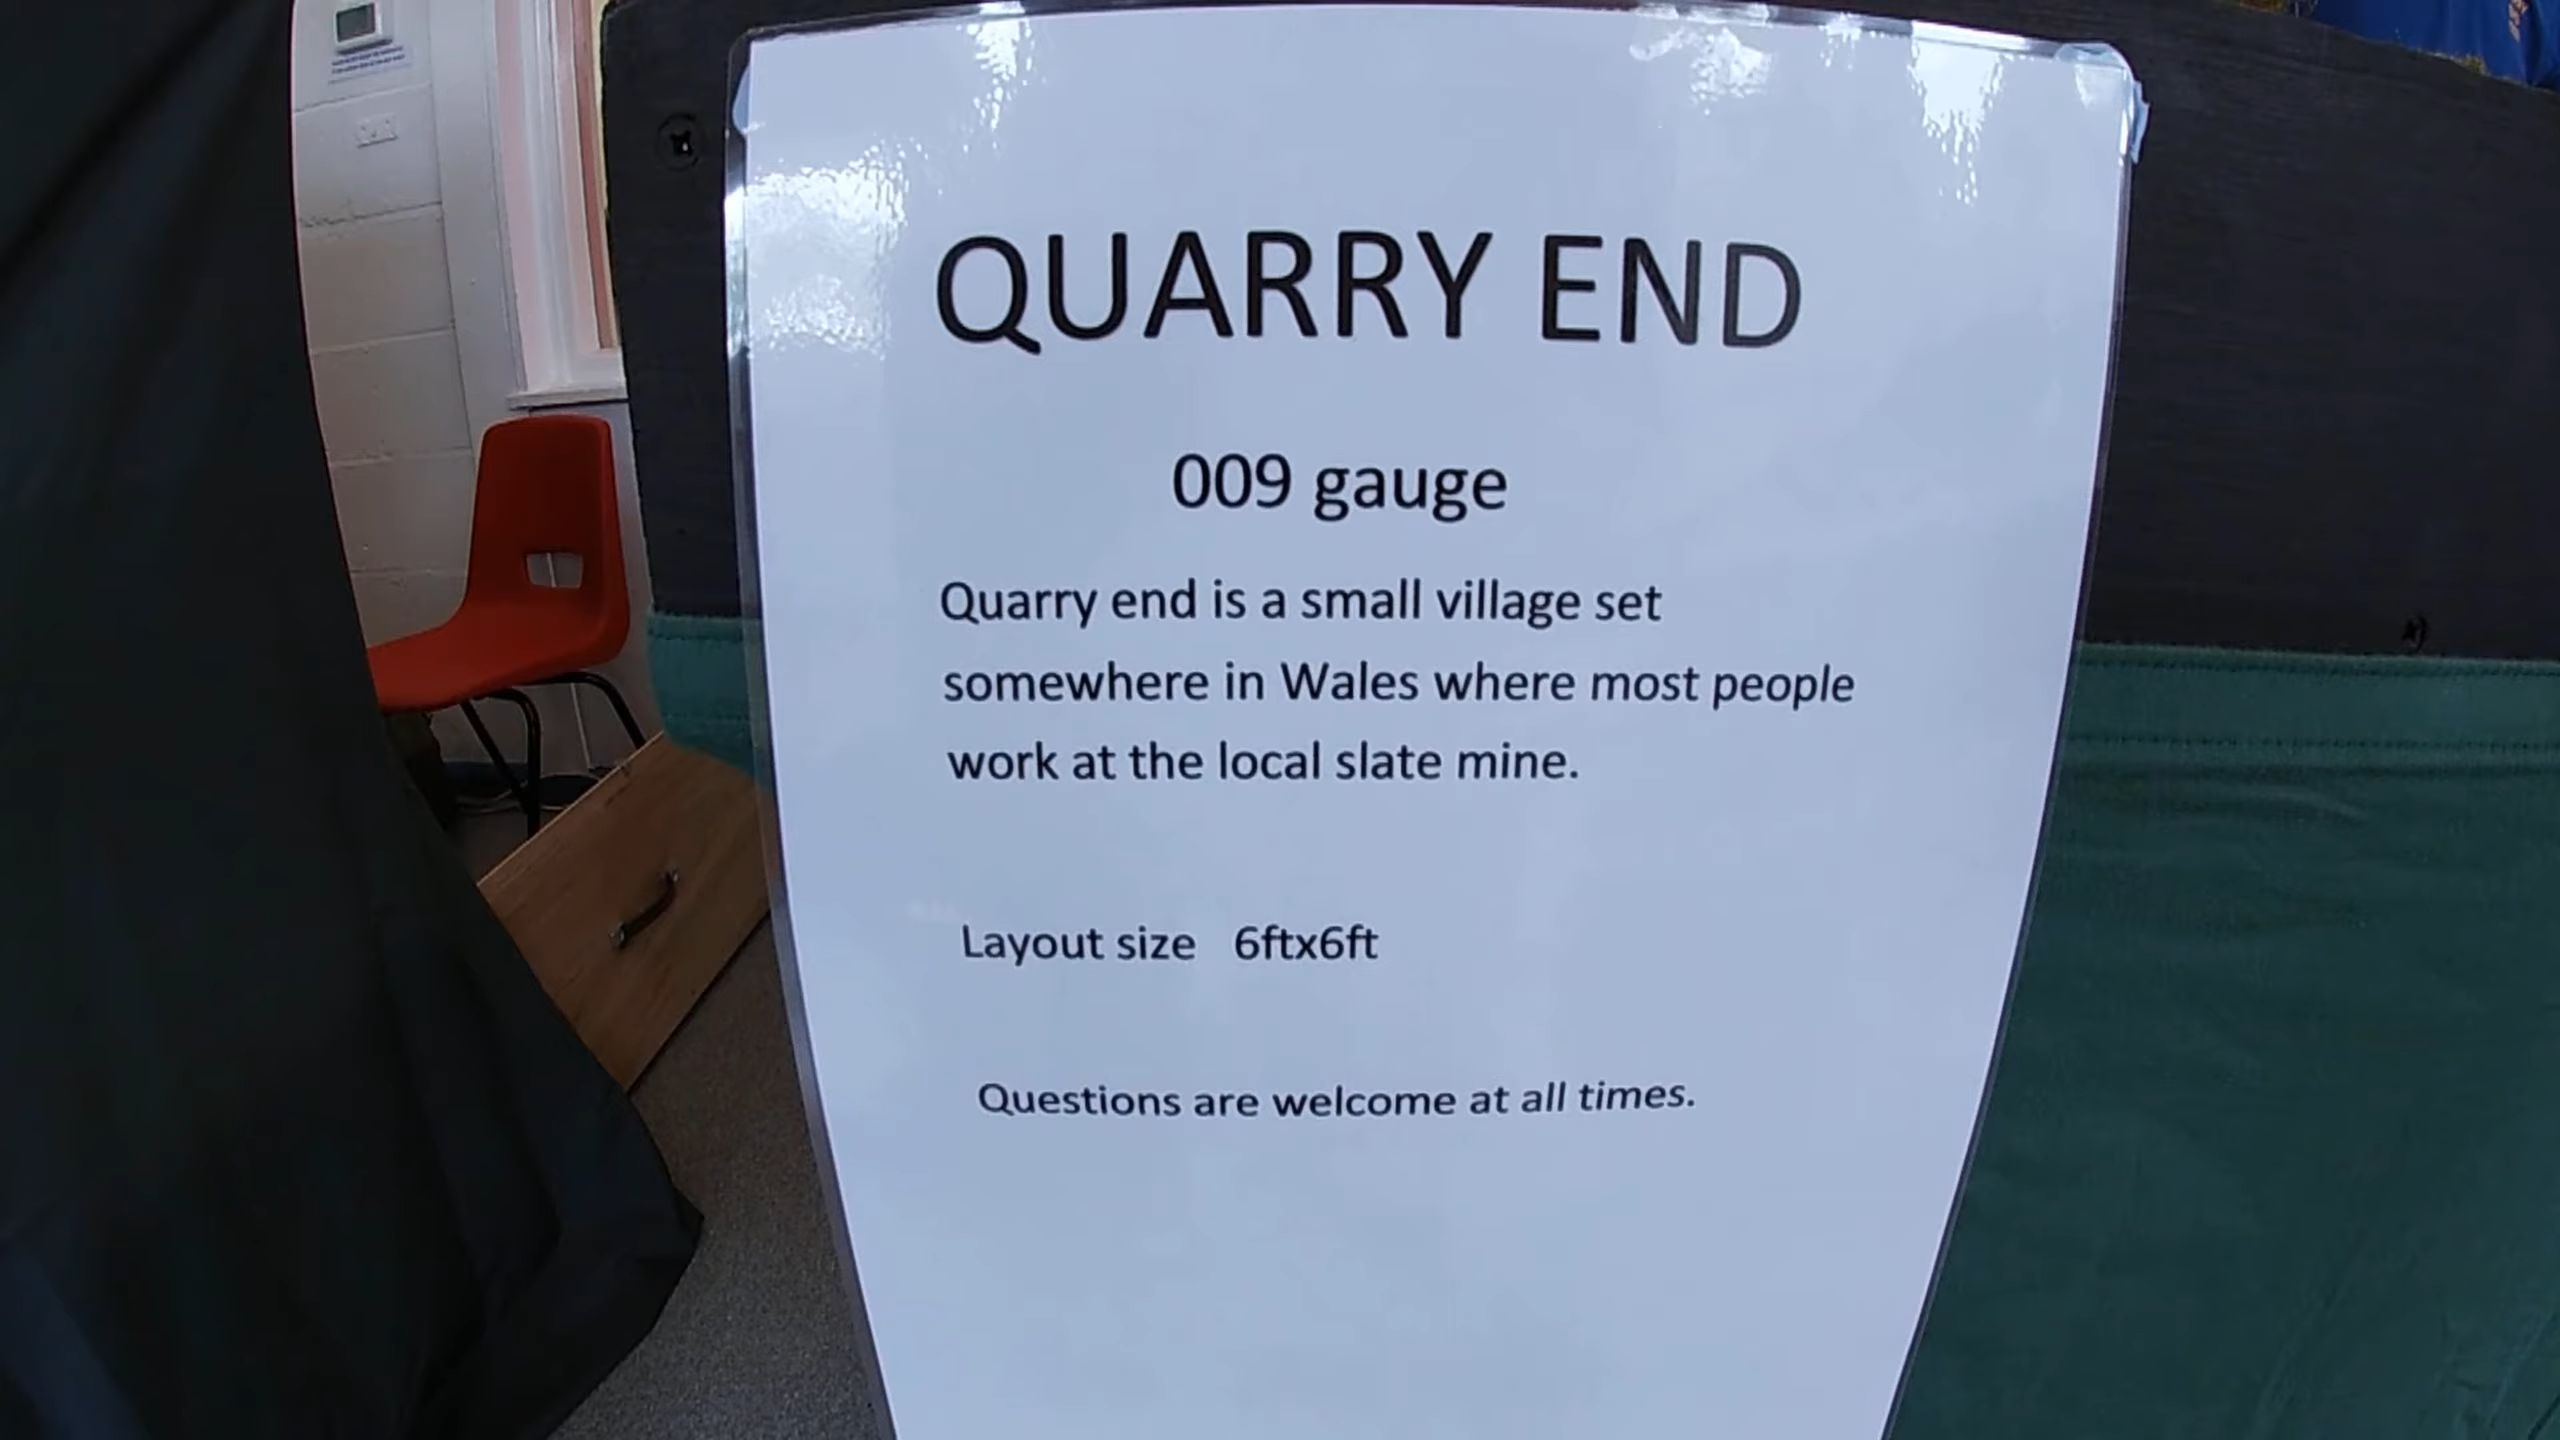 QUARRY END
009 gauge
Quarry end is a small village set
somewhere in Wales where most people
work at the local slate mine.
Layout size 6ftx6ft
Questions are welcome at all times.